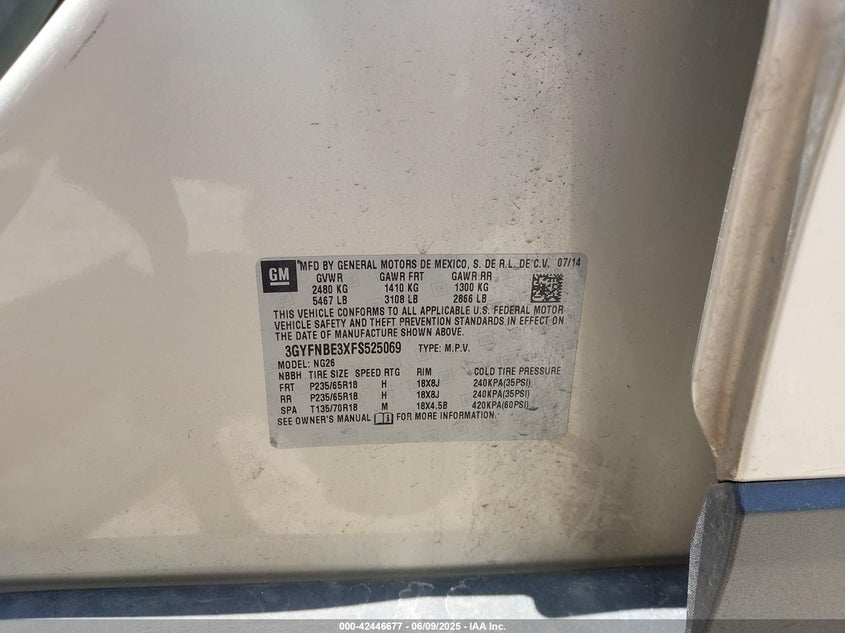 GM
MFD BY GENERAL MOTORS DE MEXICO, S. DE R.L. DE C.V. 07/14
GVWR GAWR FRT GAWR RR
2480 KG 1410 KG 1300 KG
5467 LB 3108 LB 2866 LB
THIS VEHICLE CONFORMS TO ALL APPLICABLE U.S. FEDERAL MOTOR
VEHICLE SAFETY AND THEFT PREVENTION STANDARDS IN EFFECT ON
THE DATE OF MANUFACTURE SHOWN ABOVE.
3GYFNBE3XFS525069 TYPE: M.P.V.
MODEL: NG26
NBBH TIRE SIZE SPEED RTG RIM COLD TIRE PRESSURE
FRT P235/65R18 H 18X8J 240KPA(35PSI)
RR P235/65R18 H 18X8J 240KPA(35PSI)
SPA T135/70R18 M 18X4.5B 420KPA(60PSI)
SEE OWNER'S MANUAL FOR MORE INFORMATION.
000-42446677 - 06/09/2025 - IAA Inc.